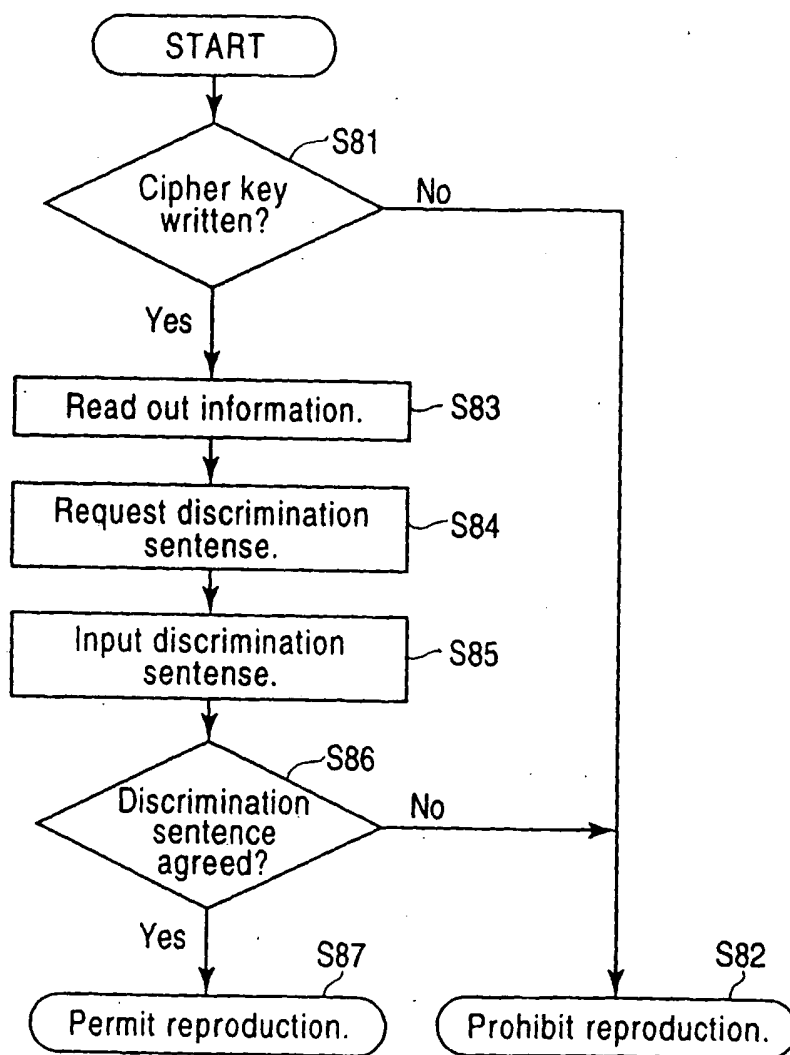 START
S81
Cipher key
written?
No
Yes
Read out information.
S83
Request discrimination
sentense.
S84
Input discrimination
sentense.
S85
S86
Discrimination
sentence
agreed?
No
Yes
S87
Permit reproduction.
S82
Prohibit reproduction.